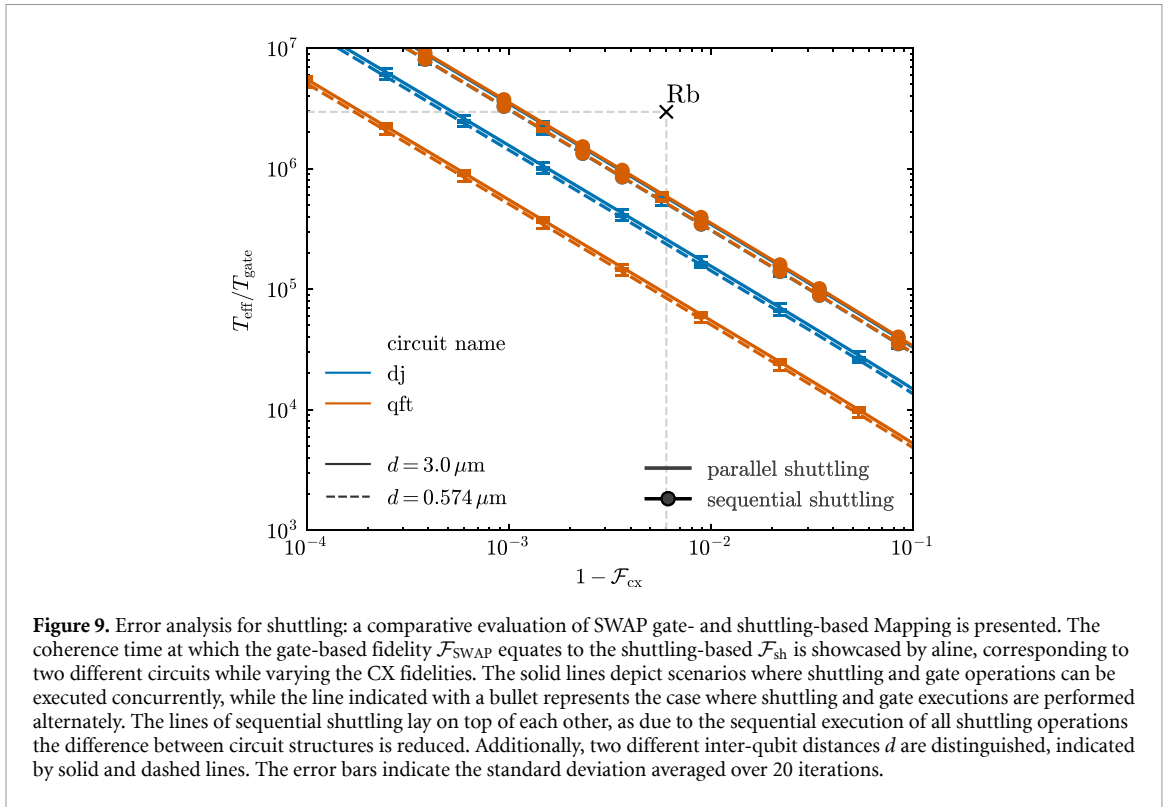 10^7
10^6
10^5
10^4
10^3
T_eff/T_gate
Rb
circuit name
dj
qft
d = 3.0 μm
d = 0.574 μm
parallel shuttling
sequential shuttling
10^-4
10^-3
10^-2
10^-1
1 − ℱ_cx
Figure 9. Error analysis for shuttling: a comparative evaluation of SWAP gate- and shuttling-based Mapping is presented. The
coherence time at which the gate-based fidelity ℱ_SWAP equates to the shuttling-based ℱ_sh is showcased by aline, corresponding to
two different circuits while varying the CX fidelities. The solid lines depict scenarios where shuttling and gate operations can be
executed concurrently, while the line indicated with a bullet represents the case where shuttling and gate executions are performed
alternately. The lines of sequential shuttling lay on top of each other, as due to the sequential execution of all shuttling operations
the difference between circuit structures is reduced. Additionally, two different inter-qubit distances d are distinguished, indicated
by solid and dashed lines. The error bars indicate the standard deviation averaged over 20 iterations.